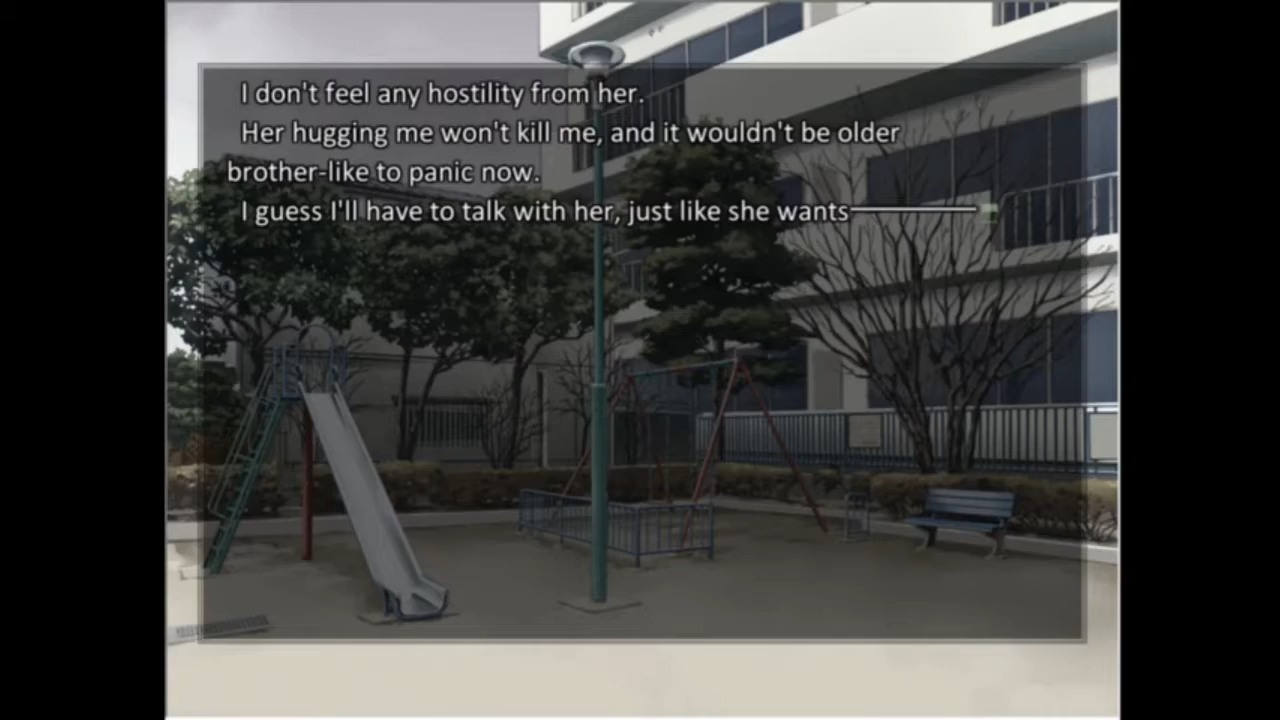 I don't feel any hostility from her.
Her hugging me won't kill me, and it wouldn't be older
brother-like to panic now.
I guess I'll have to talk with her, just like she wants————